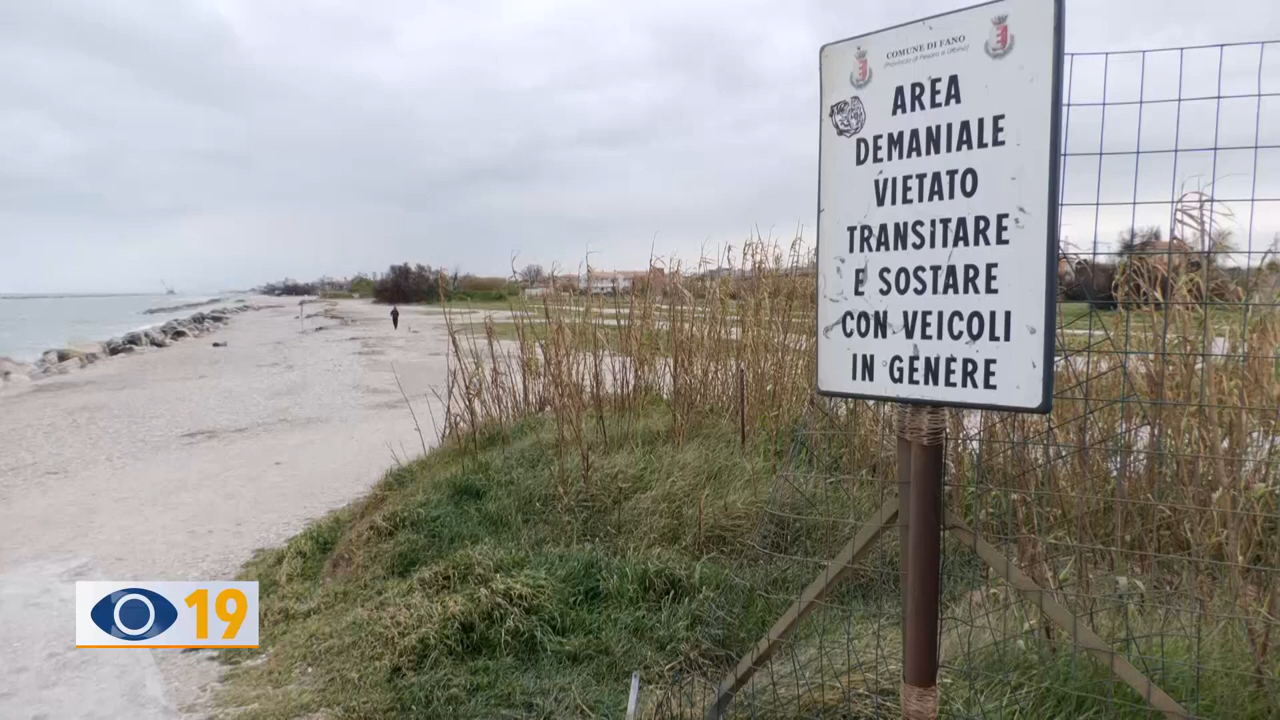 COMUNE DI FANO
(Provincia di Pesaro e Urbino)
AREA
DEMANIALE
VIETATO
TRANSITARE
E SOSTARE
CON VEICOLI
IN GENERE
19